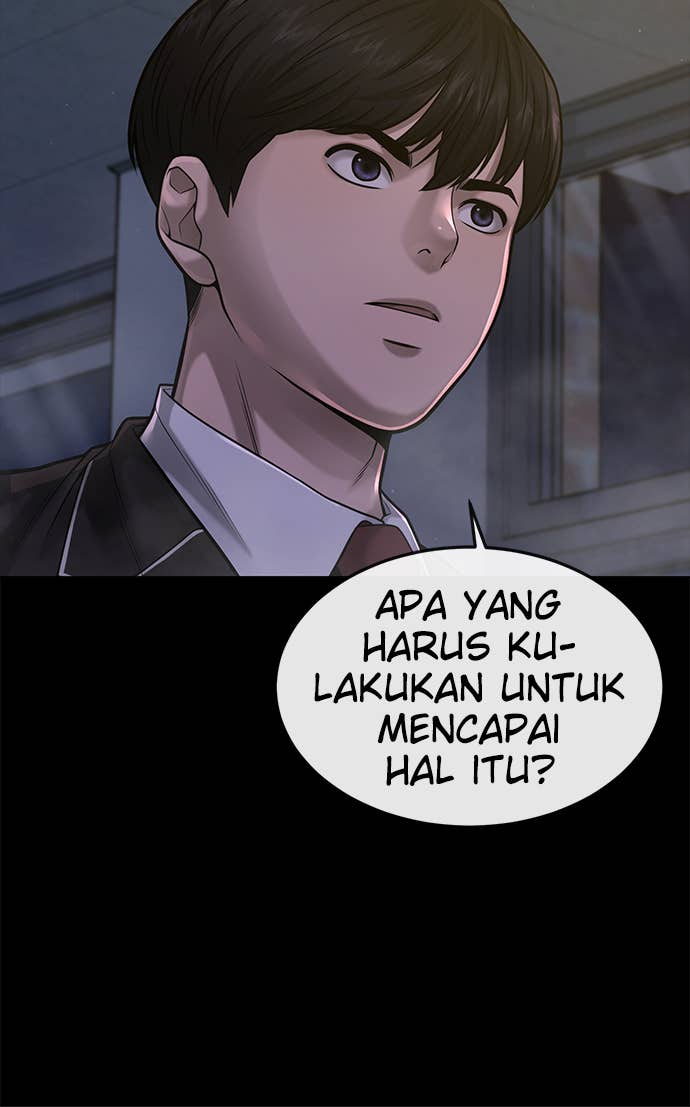 APA YANG
HARUS KU-
LAKUKAN UNTUK
MENCAPAI
HAL ITU?